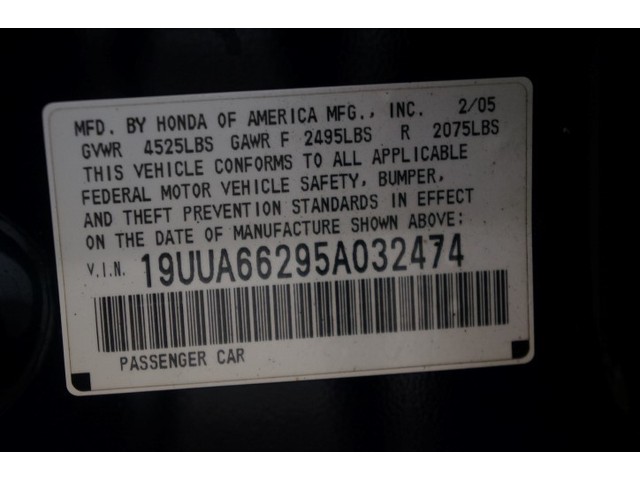 MFD. BY HONDA OF AMERICA MFG., INC. 2/05
GVWR 4525LBS GAWR F 2495LBS R 2075LBS
THIS VEHICLE CONFORMS TO ALL APPLICABLE
FEDERAL MOTOR VEHICLE SAFETY, BUMPER,
AND THEFT PREVENTION STANDARDS IN EFFECT
ON THE DATE OF MANUFACTURE SHOWN ABOVE:
V.I.N. 19UUA66295A032474
PASSENGER CAR